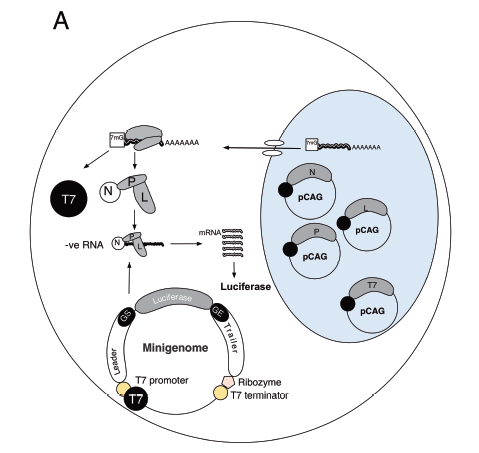 A
7mG
AAAAAAA
7mG
AAAAAAA
T7
N
P
L
N
pCAG
L
pCAG
P
pCAG
T7
pCAG
-ve RNA
N
P
L
mRNA
Luciferase
Luciferase
GS
GE
Leader
Minigenome
Trailer
T7 promoter
T7
Ribozyme
T7 terminator